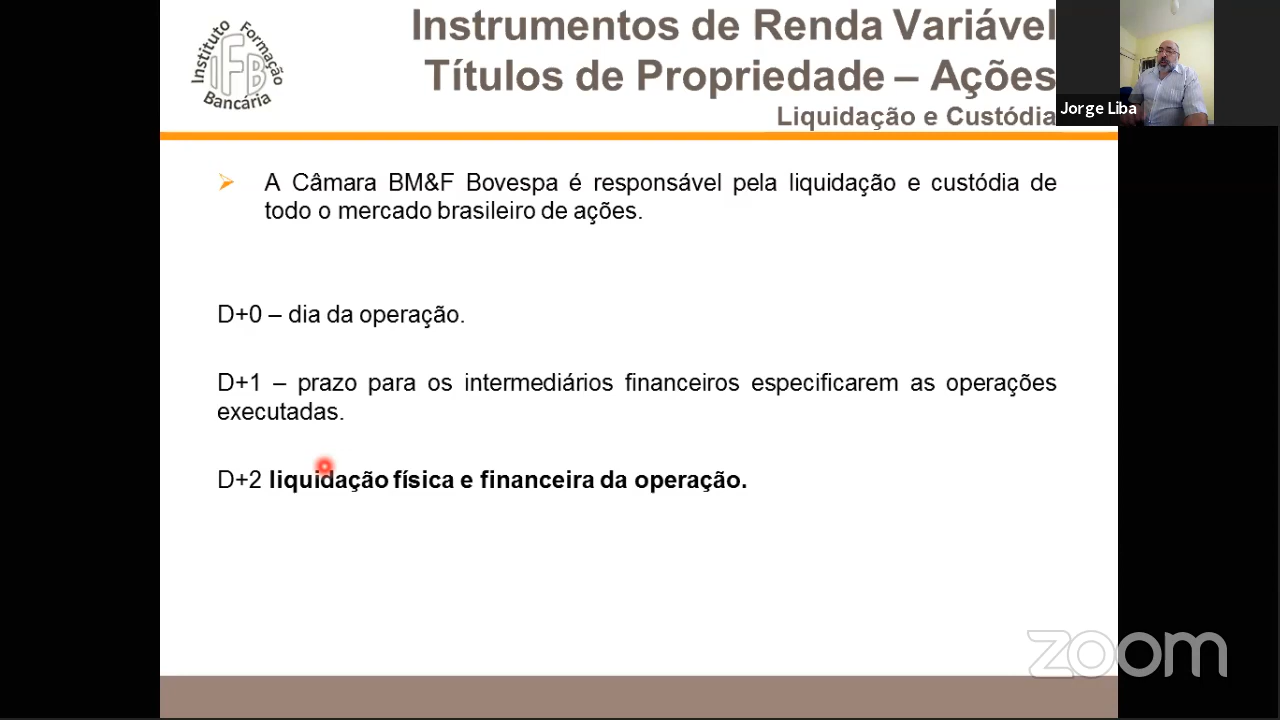 Instituto Formação
IFB
Bancária
Instrumentos de Renda Variável
Títulos de Propriedade – Ações
Liquidação e Custódia
Jorge Liba
A Câmara BM&F Bovespa é responsável pela liquidação e custódia de
todo o mercado brasileiro de ações.
D+0 – dia da operação.
D+1 – prazo para os intermediários financeiros especificarem as operações
executadas.
D+2 liquidação física e financeira da operação.
zoom